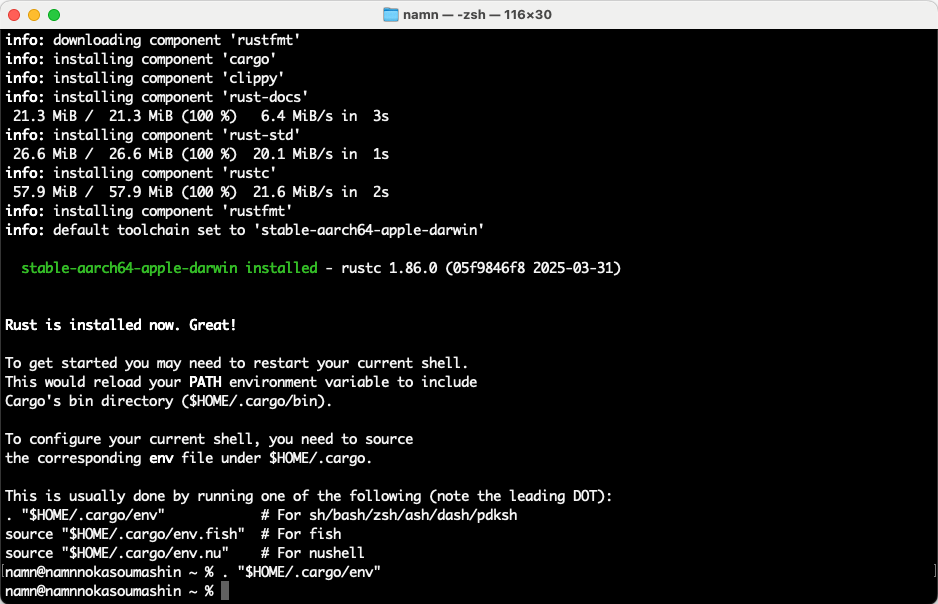 namn — -zsh — 116×30
info: downloading component 'rustfmt'
info: installing component 'cargo'
info: installing component 'clippy'
info: installing component 'rust-docs'
 21.3 MiB /  21.3 MiB (100 %)   6.4 MiB/s in  3s
info: installing component 'rust-std'
 26.6 MiB /  26.6 MiB (100 %)  20.1 MiB/s in  1s
info: installing component 'rustc'
 57.9 MiB /  57.9 MiB (100 %)  21.6 MiB/s in  2s
info: installing component 'rustfmt'
info: default toolchain set to 'stable-aarch64-apple-darwin'

  stable-aarch64-apple-darwin installed - rustc 1.86.0 (05f9846f8 2025-03-31)


Rust is installed now. Great!

To get started you may need to restart your current shell.
This would reload your PATH environment variable to include
Cargo's bin directory ($HOME/.cargo/bin).

To configure your current shell, you need to source
the corresponding env file under $HOME/.cargo.

This is usually done by running one of the following (note the leading DOT):
. "$HOME/.cargo/env"            # For sh/bash/zsh/ash/dash/pdksh
source "$HOME/.cargo/env.fish"  # For fish
source "$HOME/.cargo/env.nu"    # For nushell
namn@namnnokasoumashin ~ % . "$HOME/.cargo/env"
namn@namnnokasoumashin ~ %